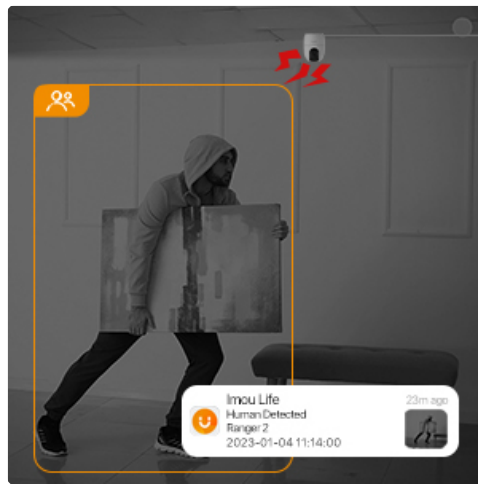 Imou Life
23m ago
Human Detected
Ranger 2
2023-01-04 11:14:00